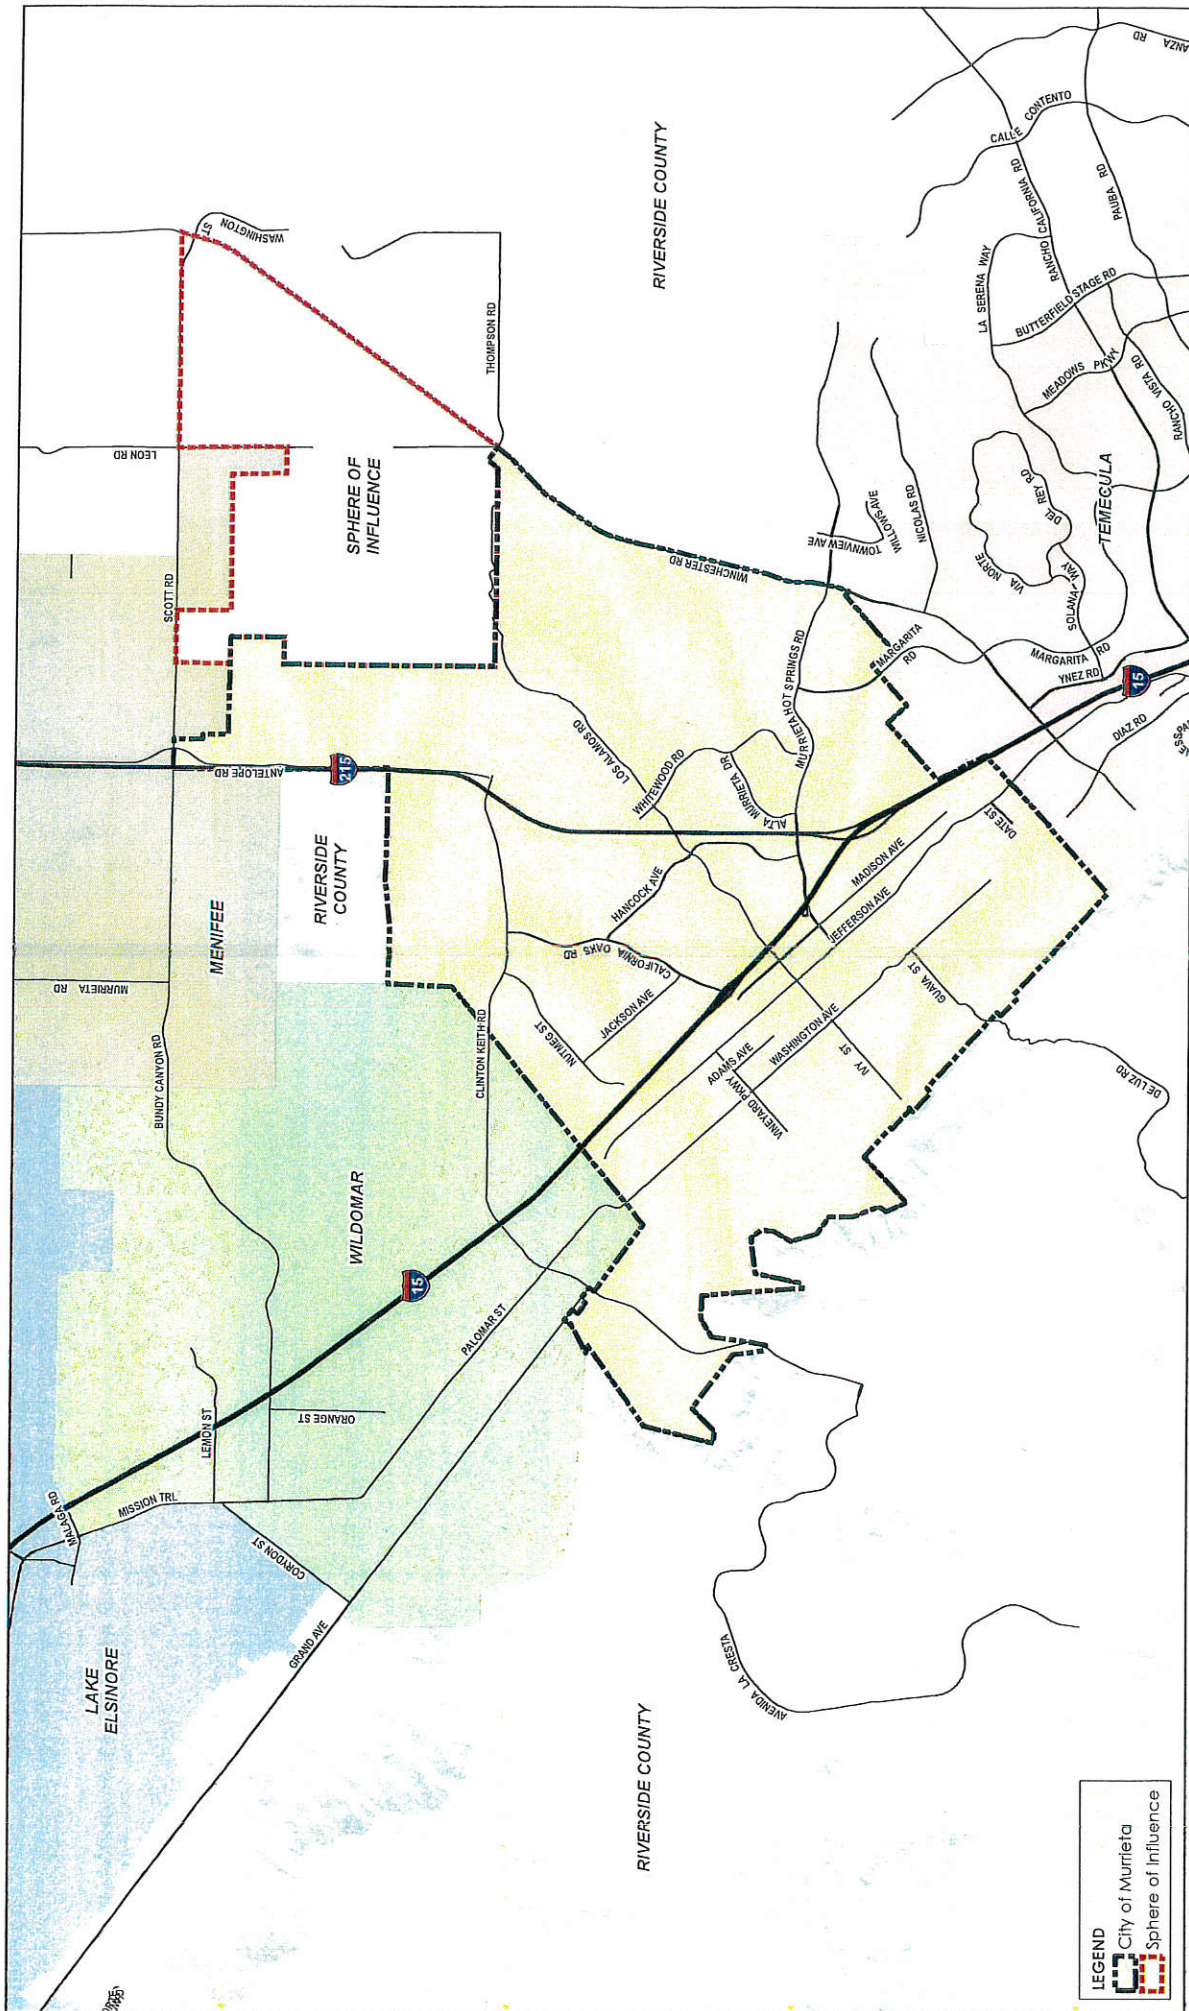 ANZA RD
CALLE CONTENTO
RANCHO CALIFORNIA RD
PAUBA RD
RIVERSIDE COUNTY
WASHINGTON ST
LA SERENA WAY
BUTTERFIELD STAGE RD
THOMPSON RD
MEADOWS PKWY
RANCHO VISTA RD
LEON RD
SPHERE OF
INFLUENCE
WILLOWS AVE
TOWNVIEW AVE
NICOLAS RD
DEL REY RD
TEMECULA
VIA NORTE
SOLANA WAY
SCOTT RD
WINCHESTER RD
MARGARITA
RD
MARGARITA RD
YNEZ RD
15
DIAZ RD
MURRIETA HOT SPRINGS RD
LOS ALAMOS RD
WHITEWOOD RD
ALTA MURRIETA DR
ANTELOPE RD
215
DATE ST
MADISON AVE
JEFFERSON AVE
HANCOCK AVE
RIVERSIDE
COUNTY
MENIFEE
CALIFORNIA OAKS RD
GUAVA ST
MURRIETA RD
JACKSON AVE
NUTMEG ST
WASHINGTON AVE
IVY ST
ADAMS AVE
VINEYARD PKWY
DE LUZ RD
BUNDY CANYON RD
CLINTON KEITH RD
WILDOMAR
15
PALOMAR ST
LEMON ST
ORANGE ST
MALAGA RD
MISSION TRL
CORYDON ST
GRAND AVE
LAKE
ELSINORE
AVENIDA LA CRESTA
RIVERSIDE COUNTY
LEGEND
City of Murrieta
Sphere of Influence